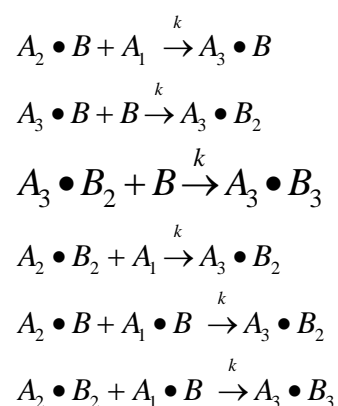 A₂ • B + A₁ →ᵏ A₃ • B
A₃ • B + B →ᵏ A₃ • B₂
A₃ • B₂ + B →ᵏ A₃ • B₃
A₂ • B₂ + A₁ →ᵏ A₃ • B₂
A₂ • B + A₁ • B →ᵏ A₃ • B₂
A₂ • B₂ + A₁ • B →ᵏ A₃ • B₃